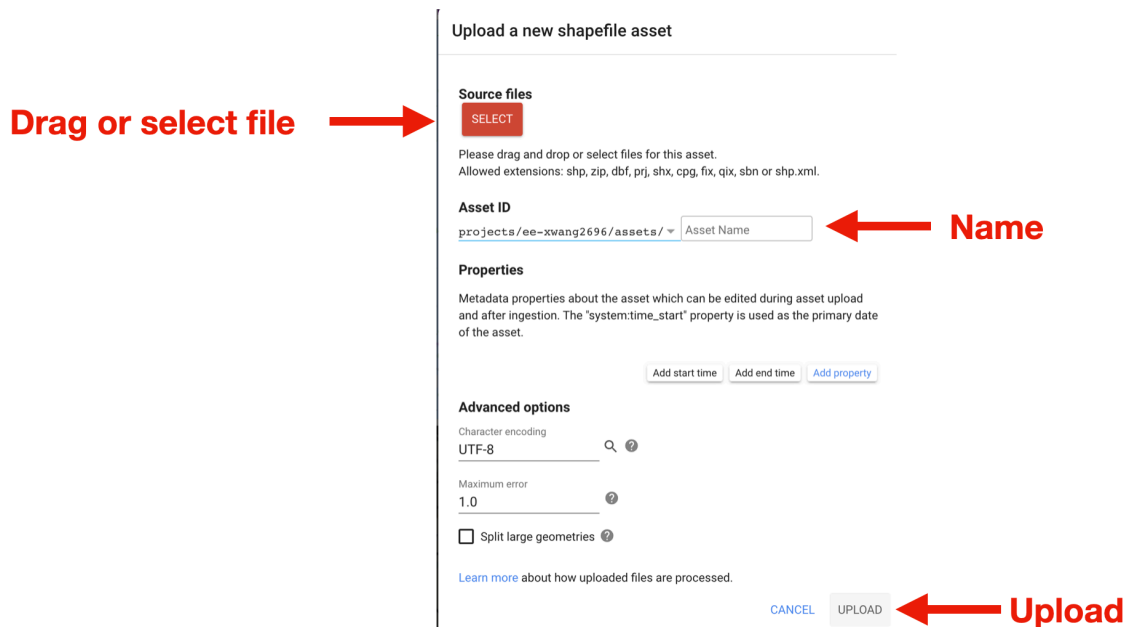 Upload a new shapefile asset
Source files
Drag or select file
SELECT
Please drag and drop or select files for this asset.
Allowed extensions: shp, zip, dbf, prj, shx, cpg, fix, qix, sbn or shp.xml.
Asset ID
projects/ee-xwang2696/assets/ Asset Name
Name
Properties
Metadata properties about the asset which can be edited during asset upload
and after ingestion. The "system:time_start" property is used as the primary date
of the asset.
Add start time Add end time Add property
Advanced options
Character encoding
UTF-8
Maximum error
1.0
Split large geometries
Learn more about how uploaded files are processed.
CANCEL UPLOAD
Upload